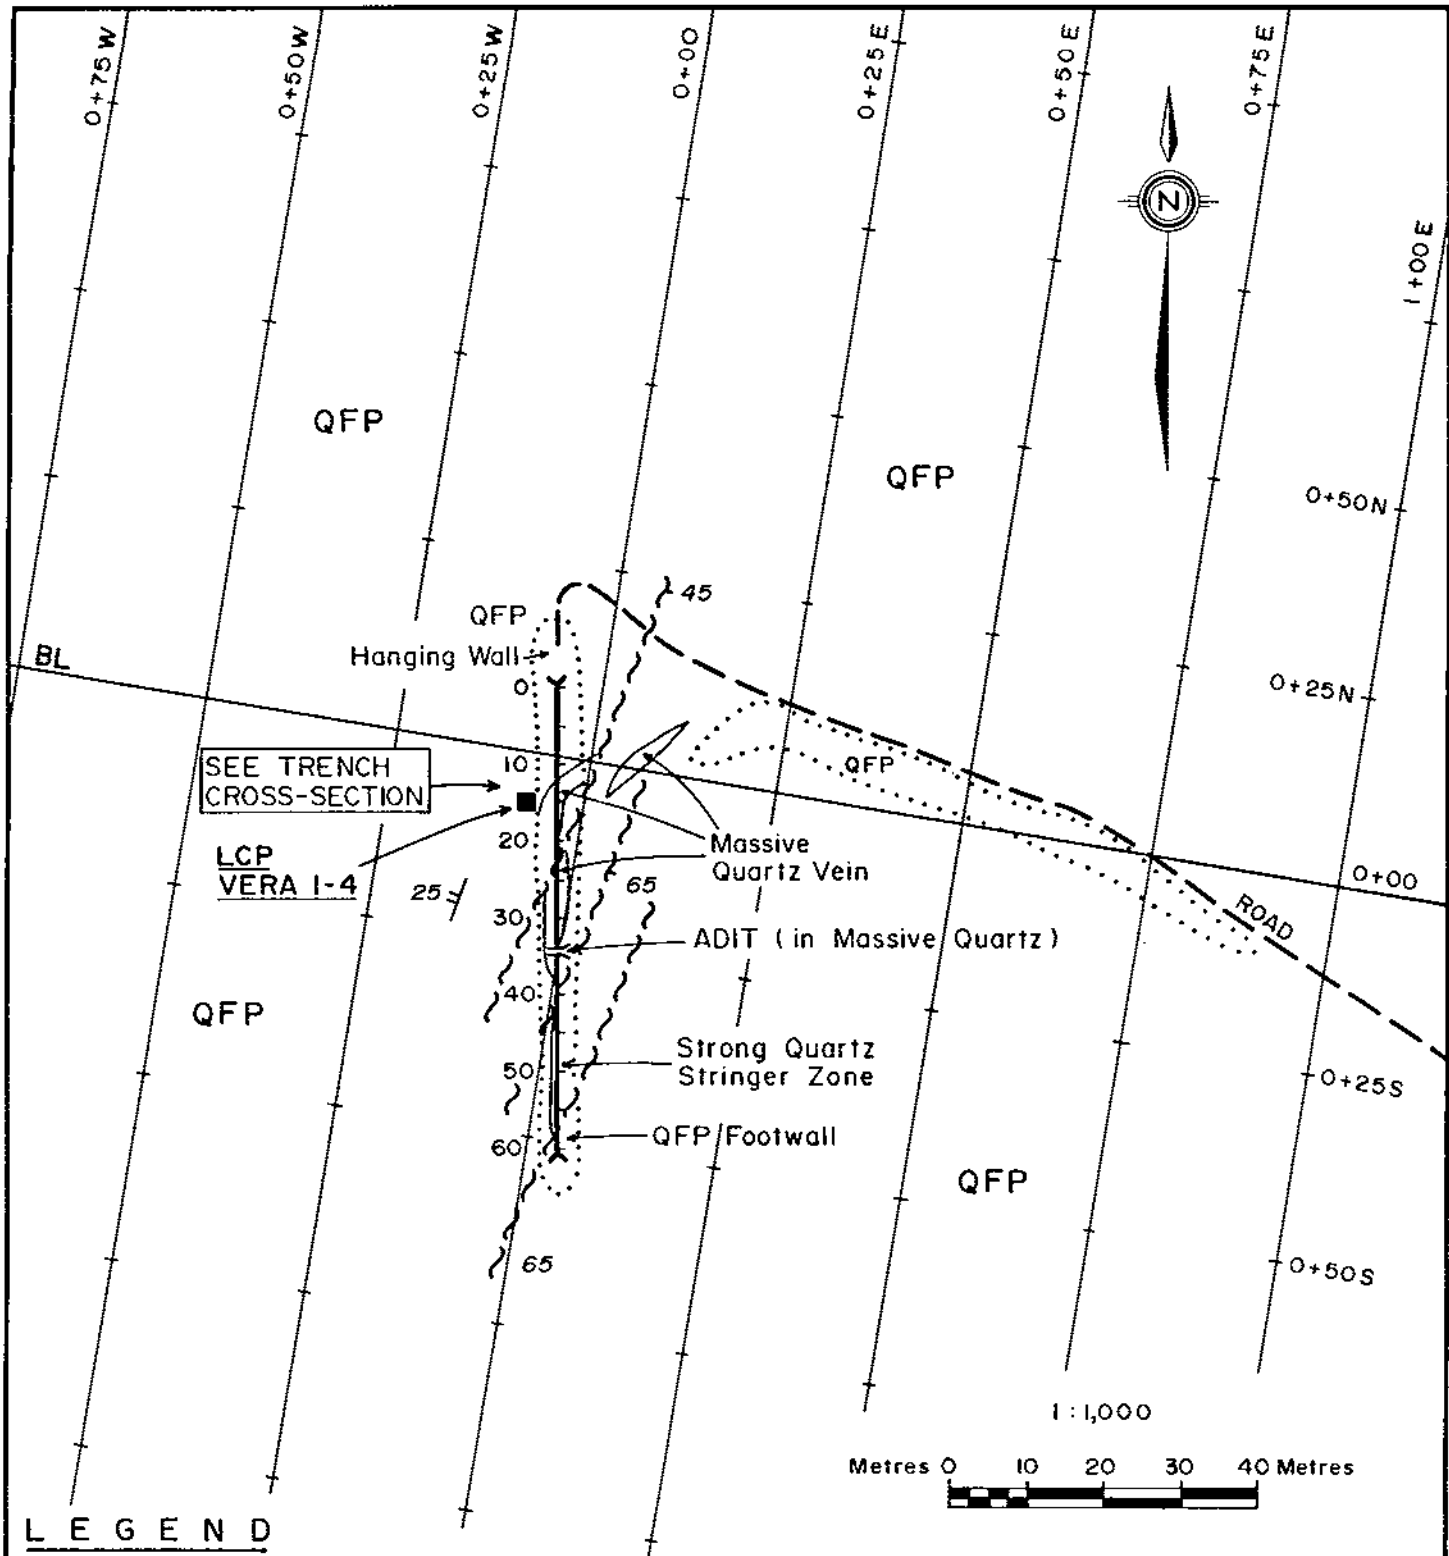 0+75W
0+50W
0+25W
0+00
0+25E
0+50E
0+75E
1+00E
N
QFP
QFP
0+50N
45
QFP
Hanging Wall
BL
0
0+25N
10
SEE TRENCH
CROSS-SECTION
QFP
20
Massive
Quartz Vein
LCP
VERA 1-4
25
65
0+00
30
ROAD
ADIT (in Massive Quartz)
40
QFP
Strong Quartz
Stringer Zone
50
0+25S
60
QFP Footwall
QFP
65
0+50S
1:1,000
Metres 0 10 20 30 40 Metres
LEGEND